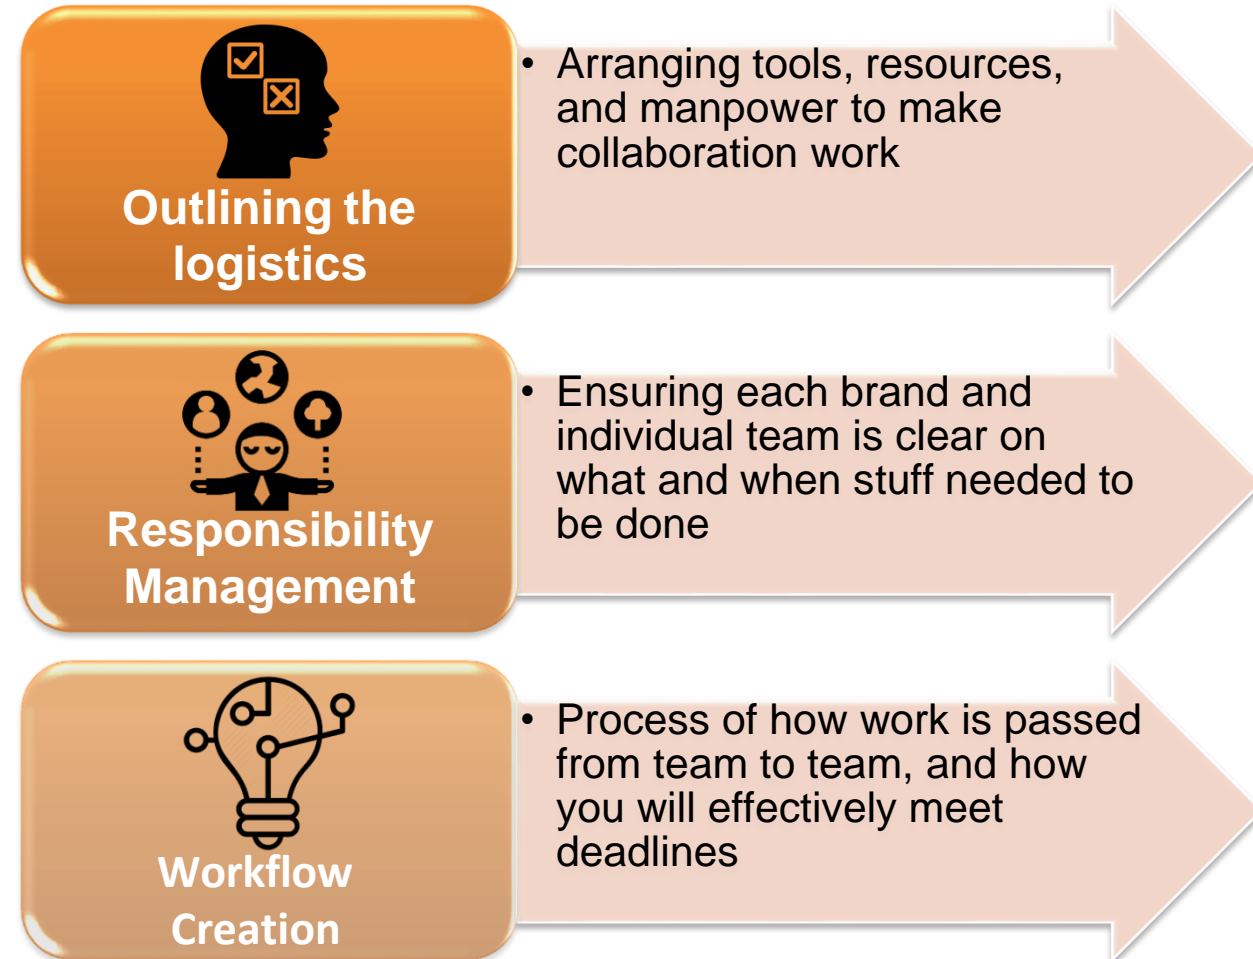 Outlining the
logistics
• Arranging tools, resources,
and manpower to make
collaboration work
Responsibility
Management
• Ensuring each brand and
individual team is clear on
what and when stuff needed to
be done
Workflow
Creation
• Process of how work is passed
from team to team, and how
you will effectively meet
deadlines